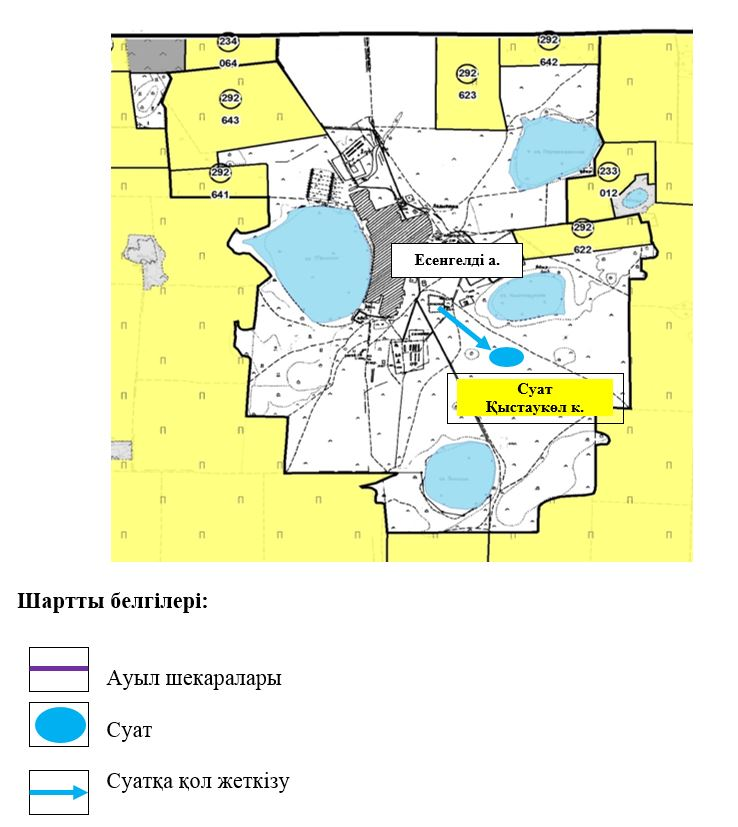 234
064
292
642
292
623
292
643
233
012
292
641
292
622
Есенгелді а.
Суат
Қыстаукөл к.
Шартты белгілері:
Ауыл шекаралары
Суат
Суатқа қол жеткізу